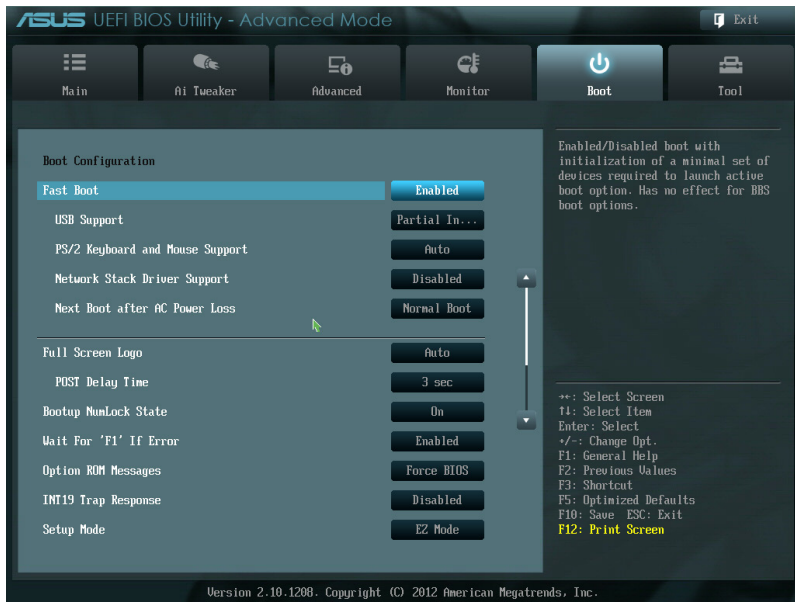 ASUS UEFI BIOS Utility - Advanced Mode
Exit
Main
Ai Tweaker
Advanced
Monitor
Boot
Tool
Boot Configuration
Fast Boot Enabled
USB Support Partial In...
PS/2 Keyboard and Mouse Support Auto
Network Stack Driver Support Disabled
Next Boot after AC Power Loss Normal Boot
Full Screen Logo Auto
POST Delay Time 3 sec
Bootup NumLock State On
Wait For 'F1' If Error Enabled
Option ROM Messages Force BIOS
INT19 Trap Response Disabled
Setup Mode EZ Mode
Enabled/Disabled boot with
initialization of a minimal set of
devices required to launch active
boot option. Has no effect for BBS
boot options.
→←: Select Screen
↑↓: Select Item
Enter: Select
+/-: Change Opt.
F1: General Help
F2: Previous Values
F3: Shortcut
F5: Optimized Defaults
F10: Save ESC: Exit
F12: Print Screen
Version 2.10.1208. Copyright (C) 2012 American Megatrends, Inc.